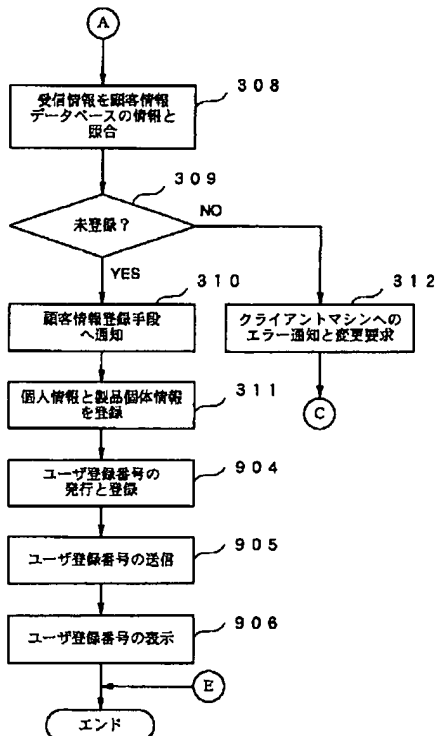 A
受信情報を顧客情報
データベースの情報と
照合
308
未登録?
309
NO
YES
顧客情報登録手段
へ通知
310
クライアントマシンへの
エラー通知と変更要求
312
個人情報と製品個体情報
を登録
311
C
ユーザ登録番号の
発行と登録
904
ユーザ登録番号の送信
905
ユーザ登録番号の表示
906
E
エンド